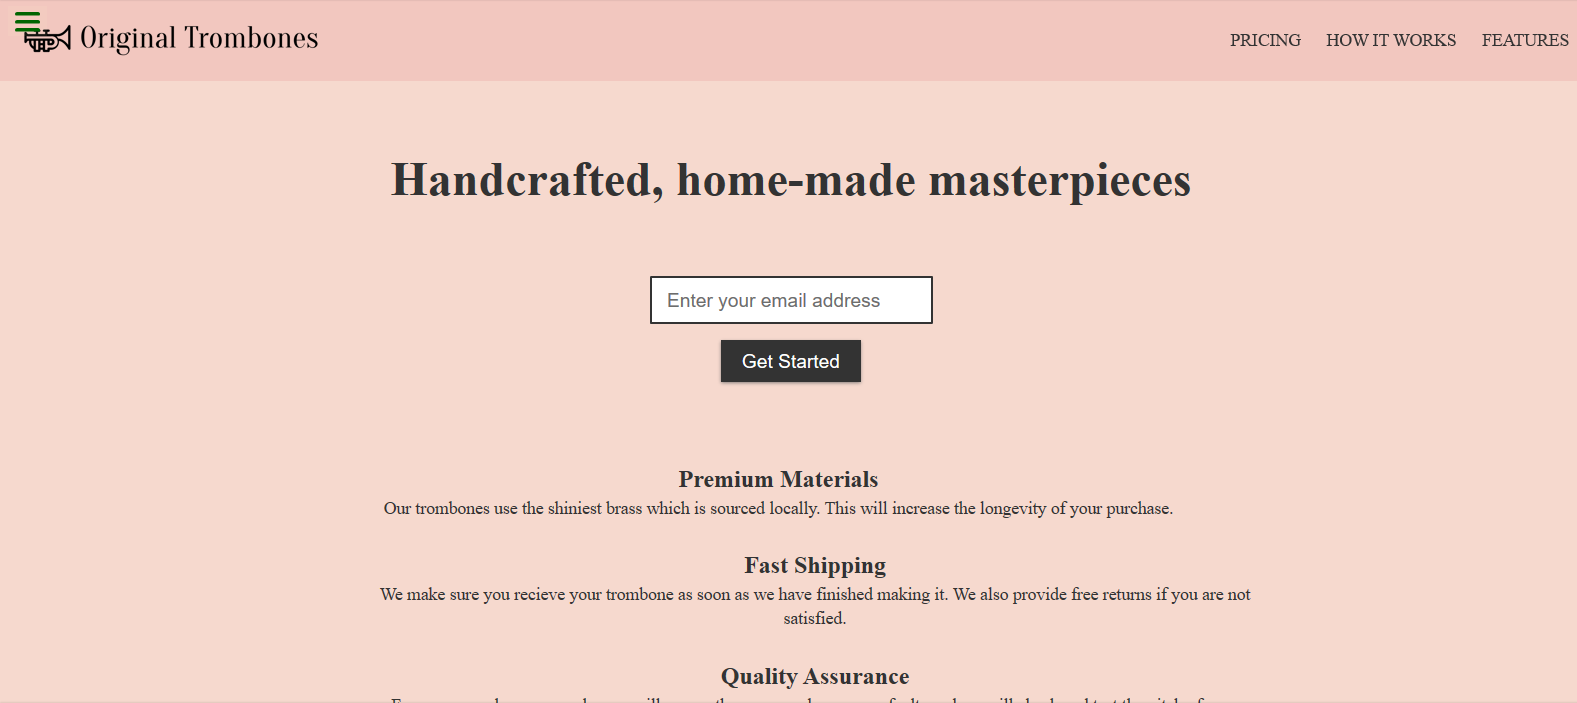 Original Trombones
PRICING HOW IT WORKS FEATURES
Handcrafted, home-made masterpieces
Enter your email address
Get Started
Premium Materials
Our trombones use the shiniest brass which is sourced locally. This will increase the longevity of your purchase.
Fast Shipping
We make sure you recieve your trombone as soon as we have finished making it. We also provide free returns if you are not
satisfied.
Quality Assurance